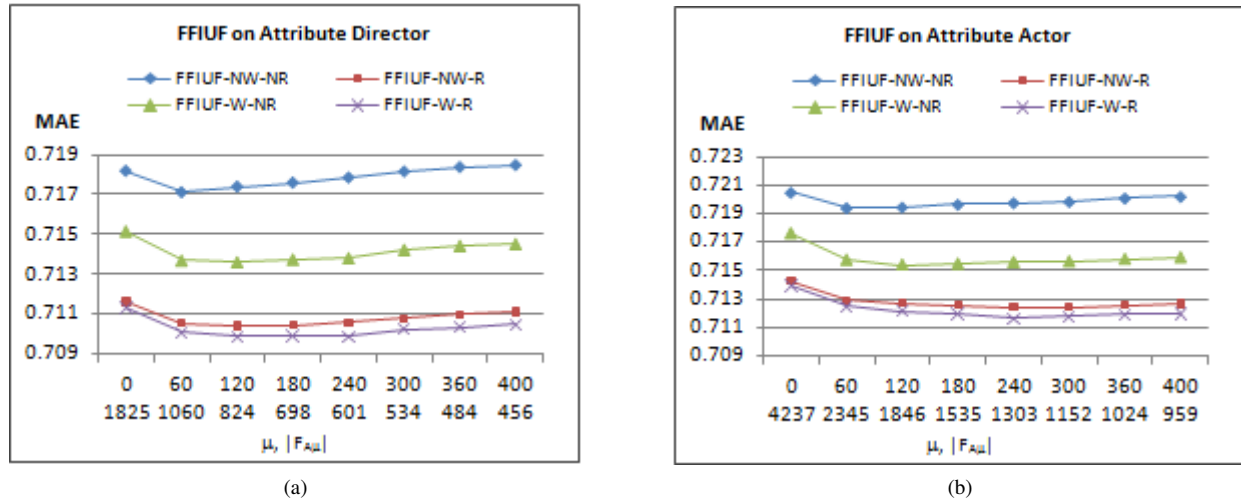 FFIUF on Attribute Director
FFIUF-NW-NR FFIUF-NW-R
FFIUF-W-NR FFIUF-W-R
MAE
0.719
0.717
0.715
0.713
0.711
0.709
0 60 120 180 240 300 360 400
1825 1060 824 698 601 534 484 456
μ, |FAμ|
(a)
FFIUF on Attribute Actor
FFIUF-NW-NR FFIUF-NW-R
FFIUF-W-NR FFIUF-W-R
MAE
0.723
0.721
0.719
0.717
0.715
0.713
0.711
0.709
0 60 120 180 240 300 360 400
4237 2345 1846 1535 1303 1152 1024 959
μ, |FAμ|
(b)